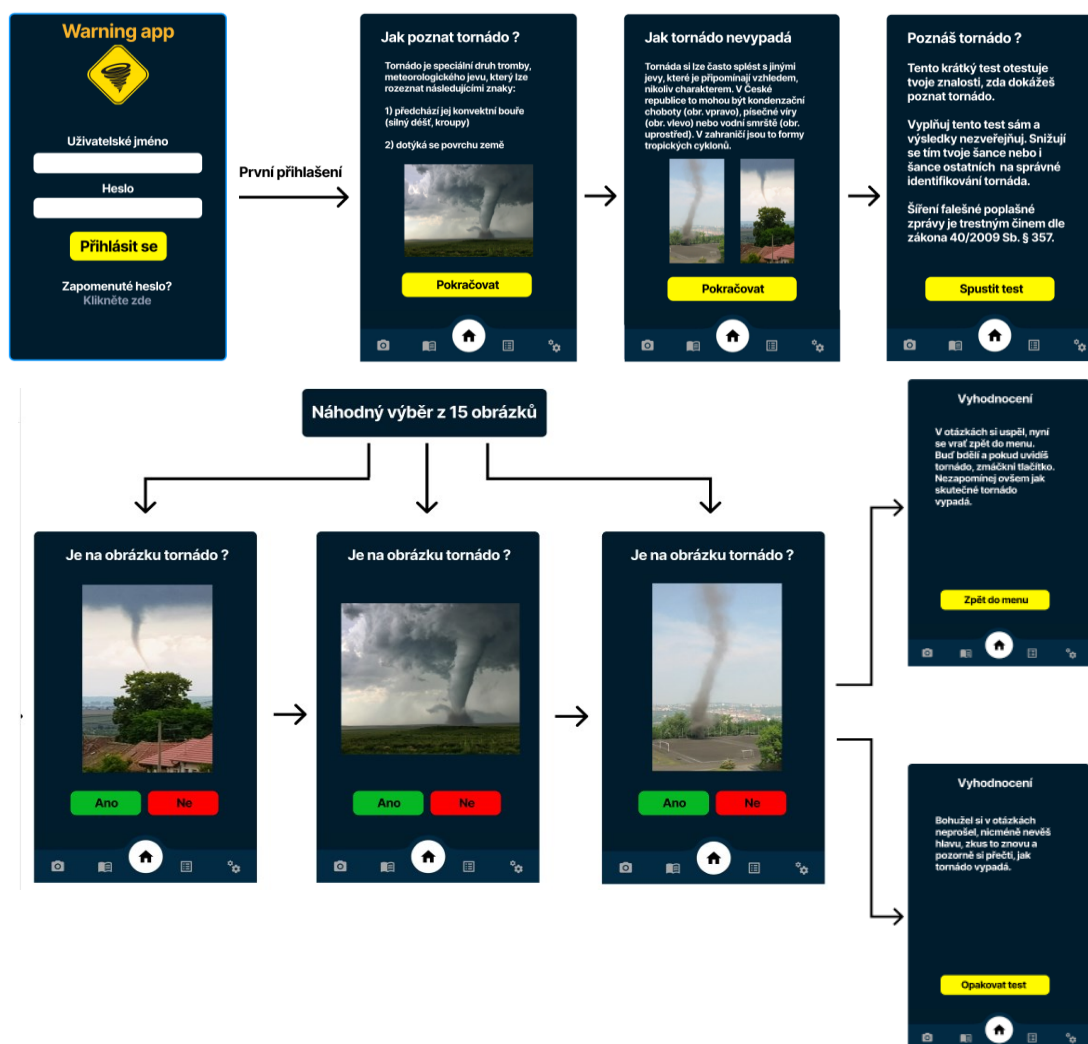 Warning app
Uživatelské jméno
Heslo
Přihlásit se
Zapomenuté heslo?
Klikněte zde
První přihlašení
Jak poznat tornádo ?
Tornádo je speciální druh tromby,
meteorologického jevu, který lze
rozeznat následujícími znaky:
1) předchází jej konvektní bouře
(silný déšť, kroupy)
2) dotýká se povrchu země
Pokračovat
Jak tornádo nevypadá
Tornáda si lze často splést s jinými
jevy, které je připomínají vzhledem,
nikoliv charakterem. V České
republice to mohou být kondenzační
choboty (obr. vpravo), písečné víry
(obr. vlevo) nebo vodní smrště (obr.
uprostřed). V zahraničí jsou to formy
tropických cyklonů.
Pokračovat
Poznáš tornádo ?
Tento krátký test otestuje
tvoje znalosti, zda dokážeš
poznat tornádo.
Vyplňuj tento test sám a
výsledky nezveřejňuj. Snižují
se tím tvoje šance nebo i
šance ostatních na správné
identifikování tornáda.
Šíření falešné poplašné
zprávy je trestným činem dle
zákona 40/2009 Sb. § 357.
Spustit test
Náhodný výběr z 15 obrázků
Je na obrázku tornádo ?
Ano
Ne
Je na obrázku tornádo ?
Ano
Ne
Je na obrázku tornádo ?
Ano
Ne
Vyhodnocení
V otázkách si uspěl, nyní
se vrať zpět do menu.
Buď bdělí a pokud uvidíš
tornádo, zmáčkni tlačítko.
Nezapomínej ovšem jak
skutečné tornádo
vypadá.
Zpět do menu
Vyhodnocení
Bohužel si v otázkách
neprošel, nicméně nevěš
hlavu, zkus to znovu a
pozorně si přečti, jak
tornádo vypadá.
Opakovat test